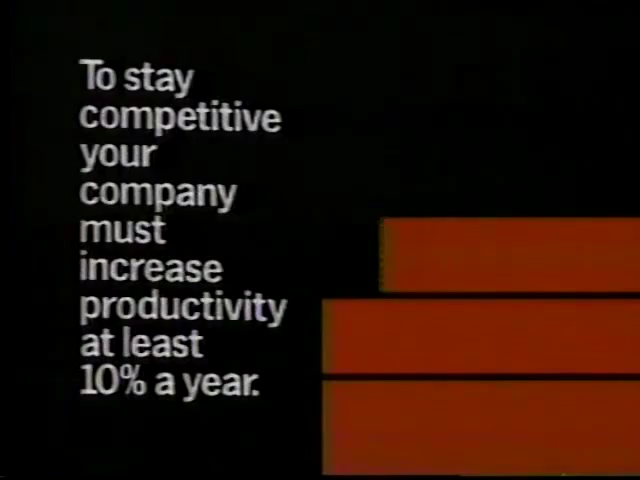 To stay
competitive
your
company
must
increase
productivity
at least
10% a year.